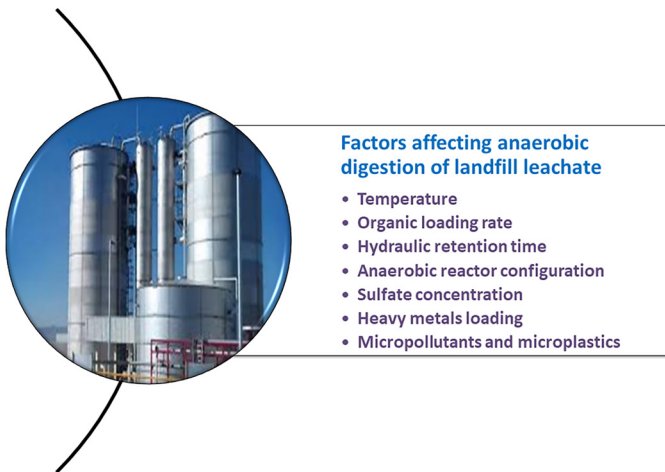 Factors affecting anaerobic
digestion of landfill leachate
• Temperature
• Organic loading rate
• Hydraulic retention time
• Anaerobic reactor configuration
• Sulfate concentration
• Heavy metals loading
• Micropollutants and microplastics